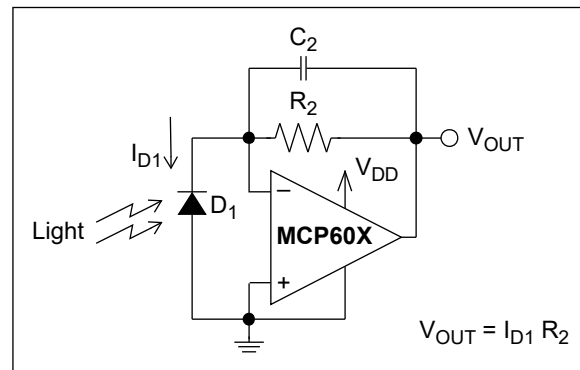 C2
R2
VOUT
ID1
VDD
D1
Light
MCP60X
VOUT = ID1 R2